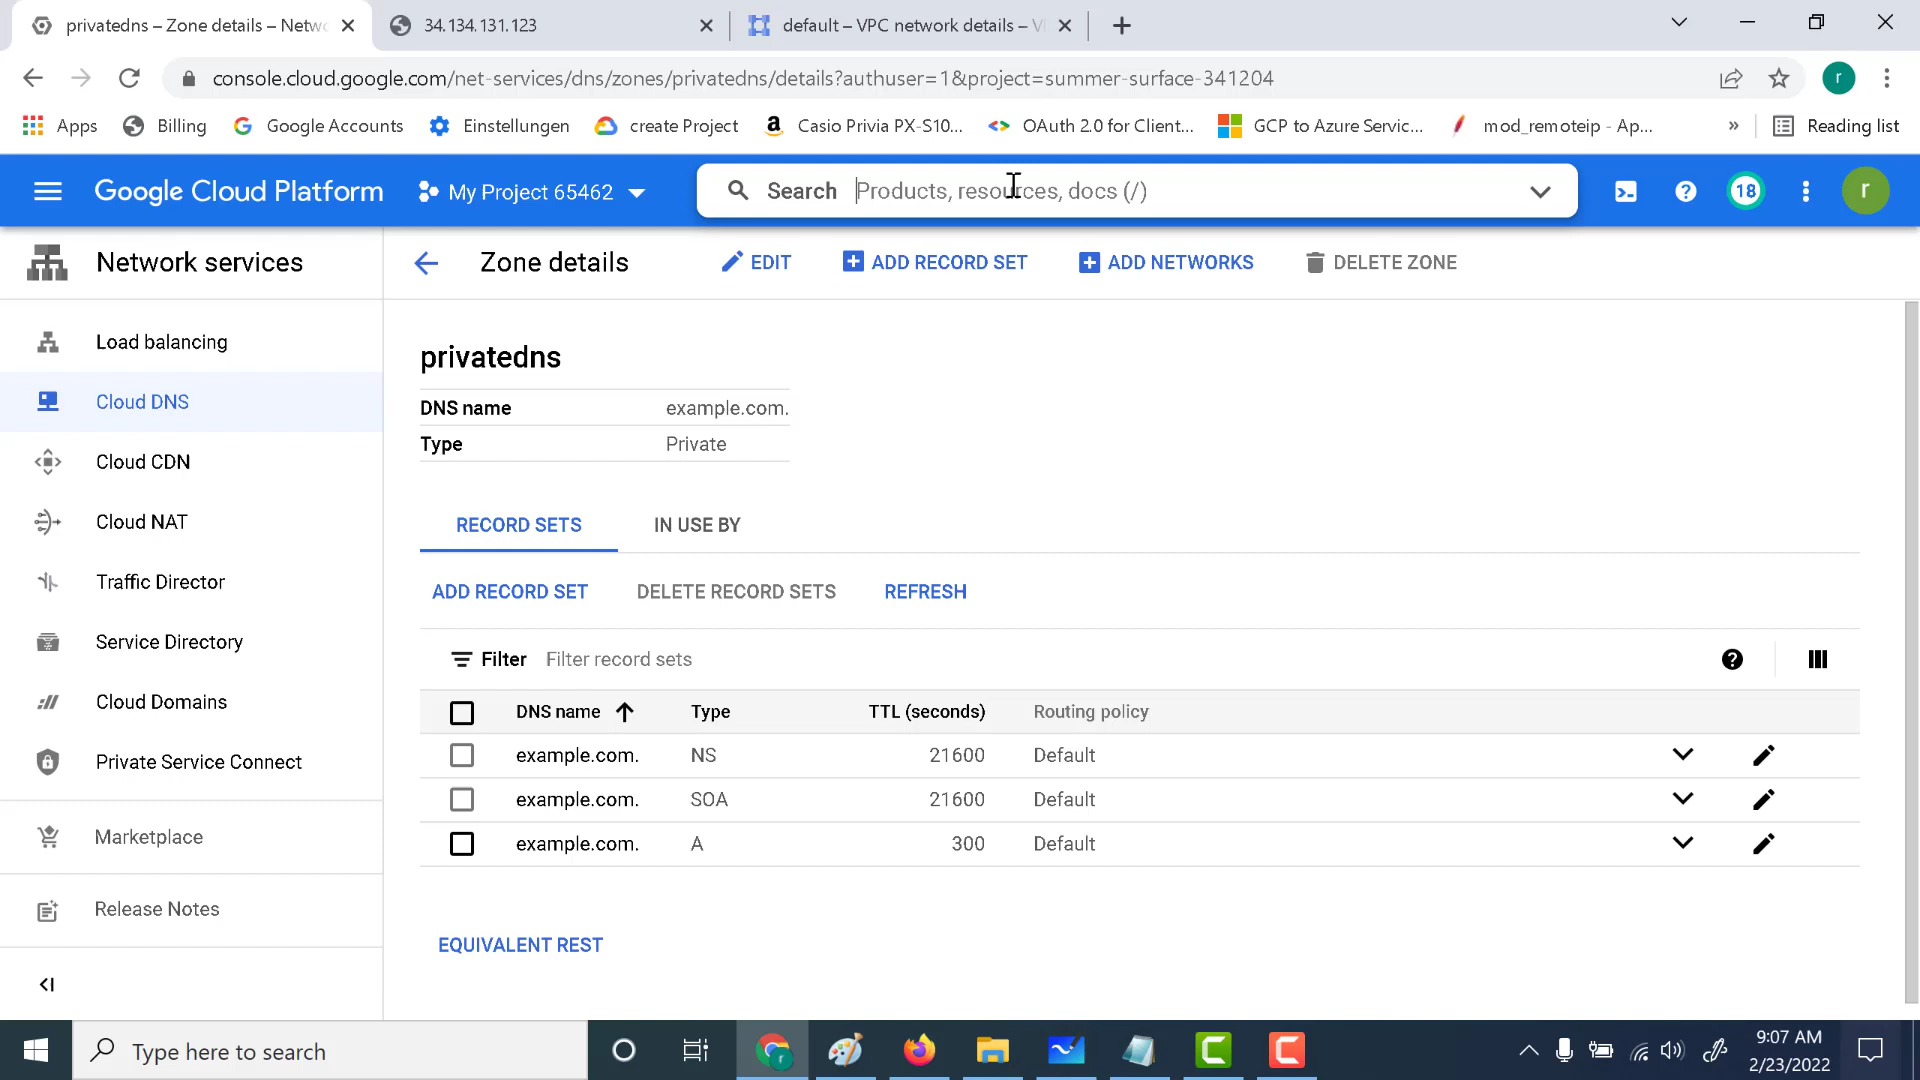 privatedns – Zone details – Netw
34.134.131.123
default – VPC network details – V
console.cloud.google.com/net-services/dns/zones/privatedns/details?authuser=1&project=summer-surface-341204
r
Apps
Billing
Google Accounts
Einstellungen
create Project
Casio Privia PX-S10...
OAuth 2.0 for Client...
GCP to Azure Servic...
mod_remoteip - Ap...
»
Reading list
Google Cloud Platform
My Project 65462
Search Products, resources, docs (/)
18
r
Network services
Zone details
EDIT
ADD RECORD SET
ADD NETWORKS
DELETE ZONE
Load balancing
Cloud DNS
Cloud CDN
Cloud NAT
Traffic Director
Service Directory
Cloud Domains
Private Service Connect
Marketplace
Release Notes
privatedns
DNS name example.com.
Type Private
RECORD SETS IN USE BY
ADD RECORD SET DELETE RECORD SETS REFRESH
Filter Filter record sets
DNS name Type TTL (seconds) Routing policy
example.com. NS 21600 Default
example.com. SOA 21600 Default
example.com. A 300 Default
EQUIVALENT REST
Type here to search
9:07 AM
2/23/2022